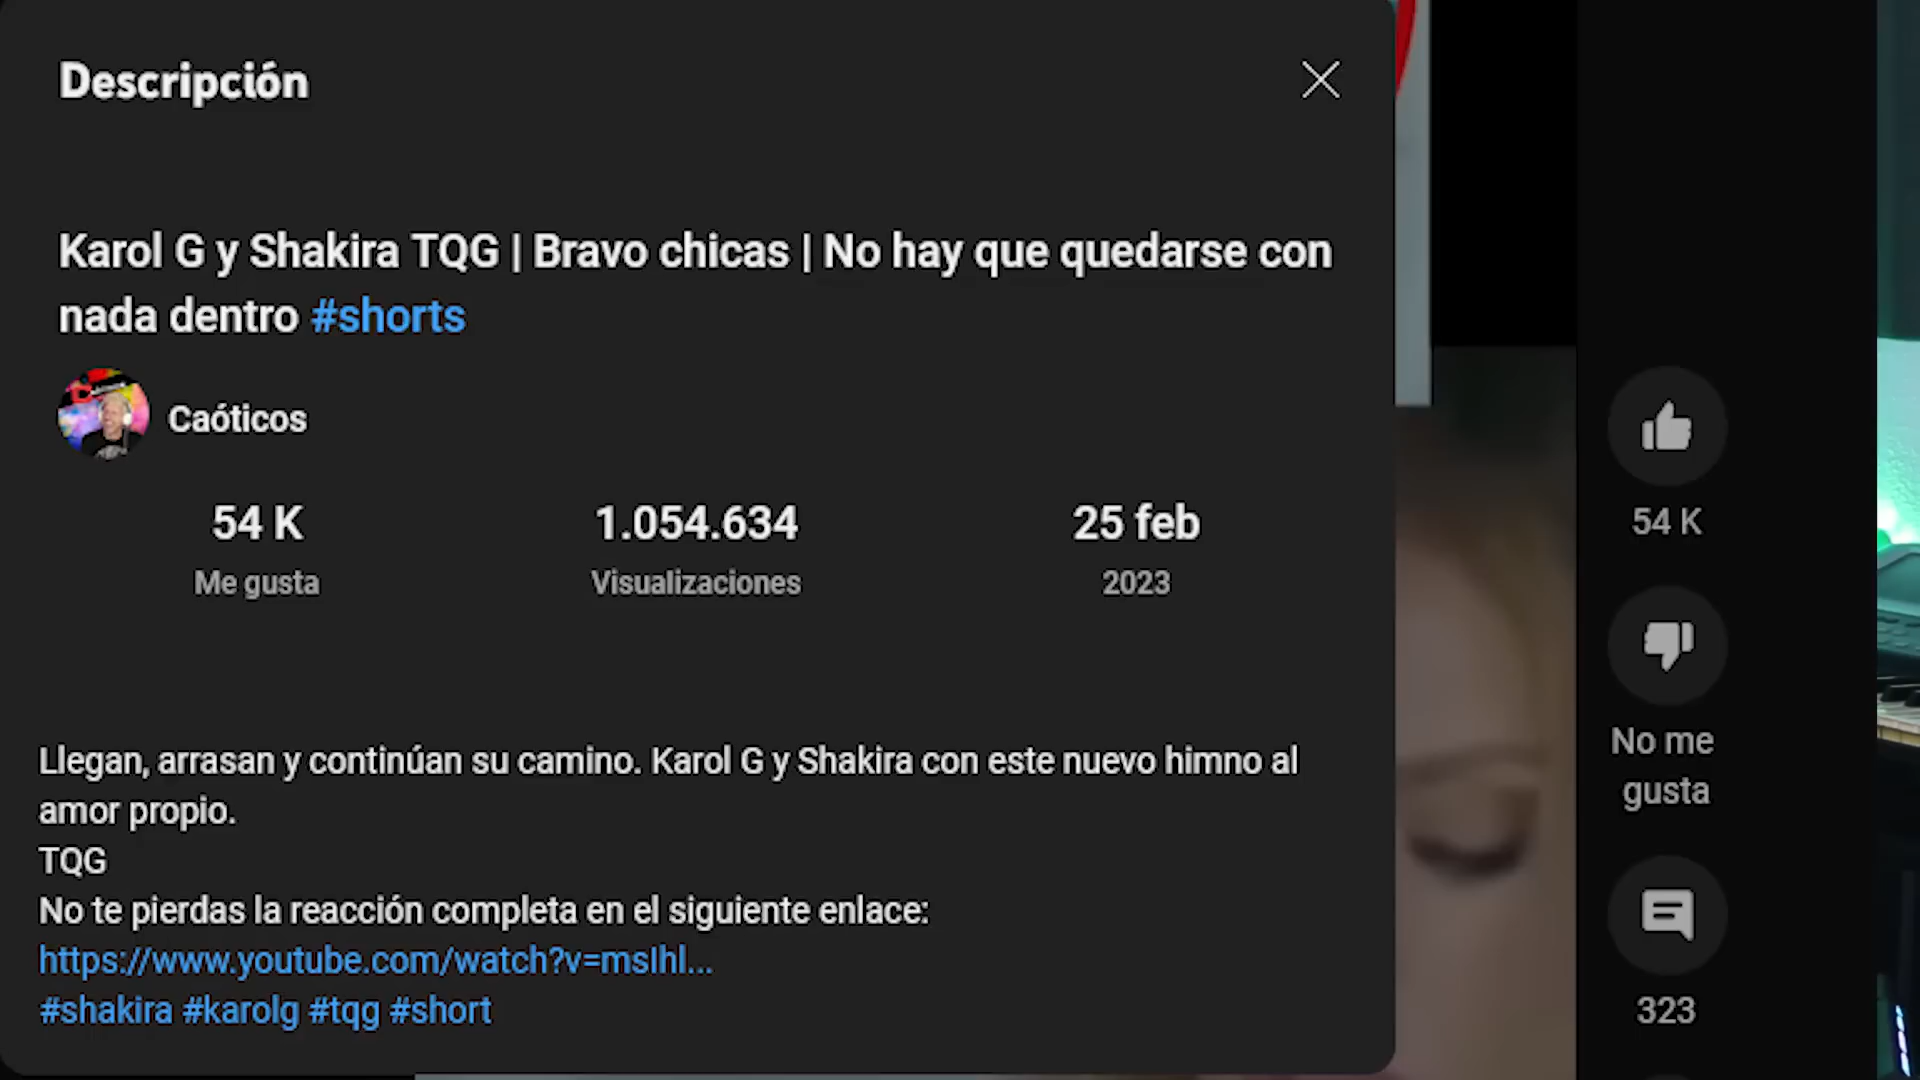 Descripción
Karol G y Shakira TQG | Bravo chicas | No hay que quedarse con
nada dentro #shorts
Caóticos
54 K
Me gusta
1.054.634
Visualizaciones
25 feb
2023
Llegan, arrasan y continúan su camino. Karol G y Shakira con este nuevo himno al
amor propio.
TQG
No te pierdas la reacción completa en el siguiente enlace:
https://www.youtube.com/watch?v=mslhl...
#shakira #karolg #tqg #short
54 K
No me
gusta
323